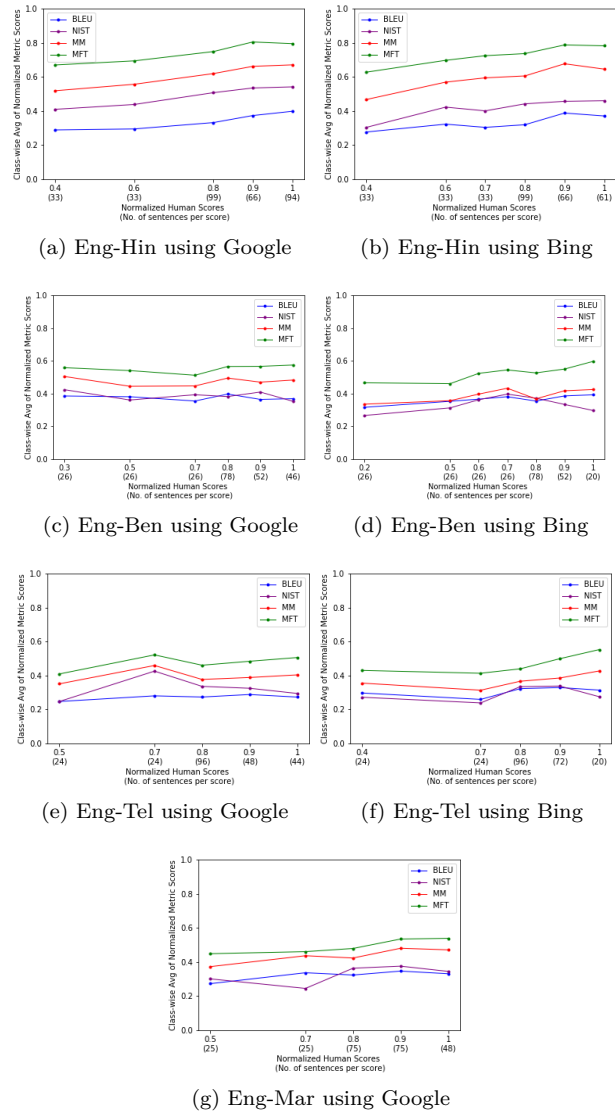 BLEU
NIST
MM
MFT
Class-wise Avg of Normalized Metric Scores
1.0
0.8
0.6
0.4
0.2
0.0
0.4 0.6 0.8 0.9 1
(33) (33) (99) (66) (94)
Normalized Human Scores
(No. of sentences per score)
(a) Eng-Hin using Google
BLEU
NIST
MM
MFT
Class-wise Avg of Normalized Metric Scores
1.0
0.8
0.6
0.4
0.2
0.0
0.4 0.6 0.7 0.8 0.9 1
(33) (33) (33) (99) (66) (61)
Normalized Human Scores
(No. of sentences per score)
(b) Eng-Hin using Bing
BLEU
NIST
MM
MFT
Class-wise Avg of Normalized Metric Scores
1.0
0.8
0.6
0.4
0.2
0.0
0.3 0.5 0.7 0.8 0.9 1
(26) (26) (26) (78) (52) (46)
Normalized Human Scores
(No. of sentences per score)
(c) Eng-Ben using Google
BLEU
NIST
MM
MFT
Class-wise Avg of Normalized Metric Scores
1.0
0.8
0.6
0.4
0.2
0.0
0.2 0.5 0.6 0.7 0.8 0.9 1
(26) (26) (26) (26) (78) (52) (20)
Normalized Human Scores
(No. of sentences per score)
(d) Eng-Ben using Bing
BLEU
NIST
MM
MFT
Class-wise Avg of Normalized Metric Scores
1.0
0.8
0.6
0.4
0.2
0.0
0.5 0.7 0.8 0.9 1
(24) (24) (96) (48) (44)
Normalized Human Scores
(No. of sentences per score)
(e) Eng-Tel using Google
BLEU
NIST
MM
MFT
Class-wise Avg of Normalized Metric Scores
1.0
0.8
0.6
0.4
0.2
0.0
0.4 0.7 0.8 0.9 1
(24) (24) (96) (72) (20)
Normalized Human Scores
(No. of sentences per score)
(f) Eng-Tel using Bing
BLEU
NIST
MM
MFT
Class-wise Avg of Normalized Metric Scores
1.0
0.8
0.6
0.4
0.2
0.0
0.5 0.7 0.8 0.9 1
(25) (25) (75) (75) (48)
Normalized Human Scores
(No. of sentences per score)
(g) Eng-Mar using Google